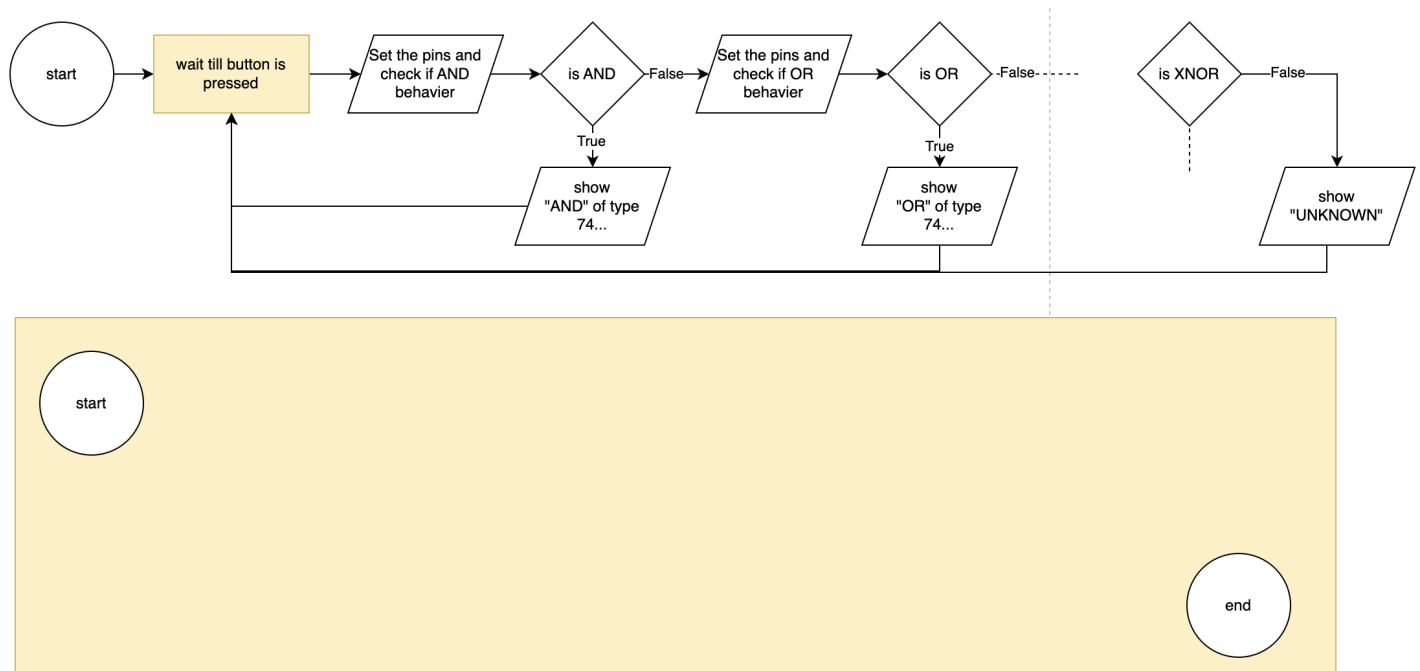 start
wait till button is
pressed
Set the pins and
check if AND
behavier
is AND
False
Set the pins and
check if OR
behavier
is OR
False
is XNOR
False
True
True
show
"AND" of type
74...
show
"OR" of type
74...
show
"UNKNOWN"
start
end